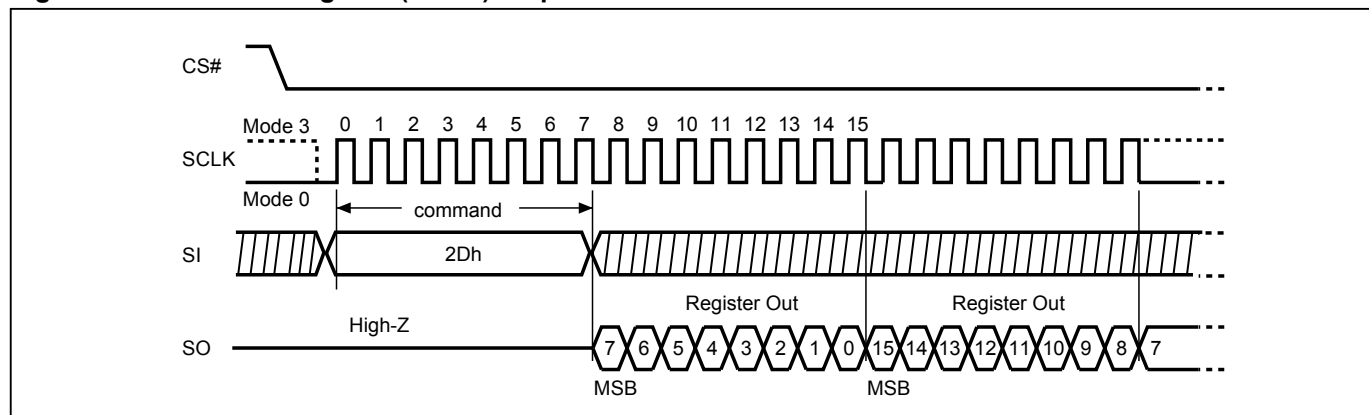 CS#
Mode 3 0 1 2 3 4 5 6 7 8 9 10 11 12 13 14 15
SCLK
Mode 0
command
SI 2Dh
Register Out Register Out
High-Z
SO 7 6 5 4 3 2 1 0 15 14 13 12 11 10 9 8 7
MSB MSB